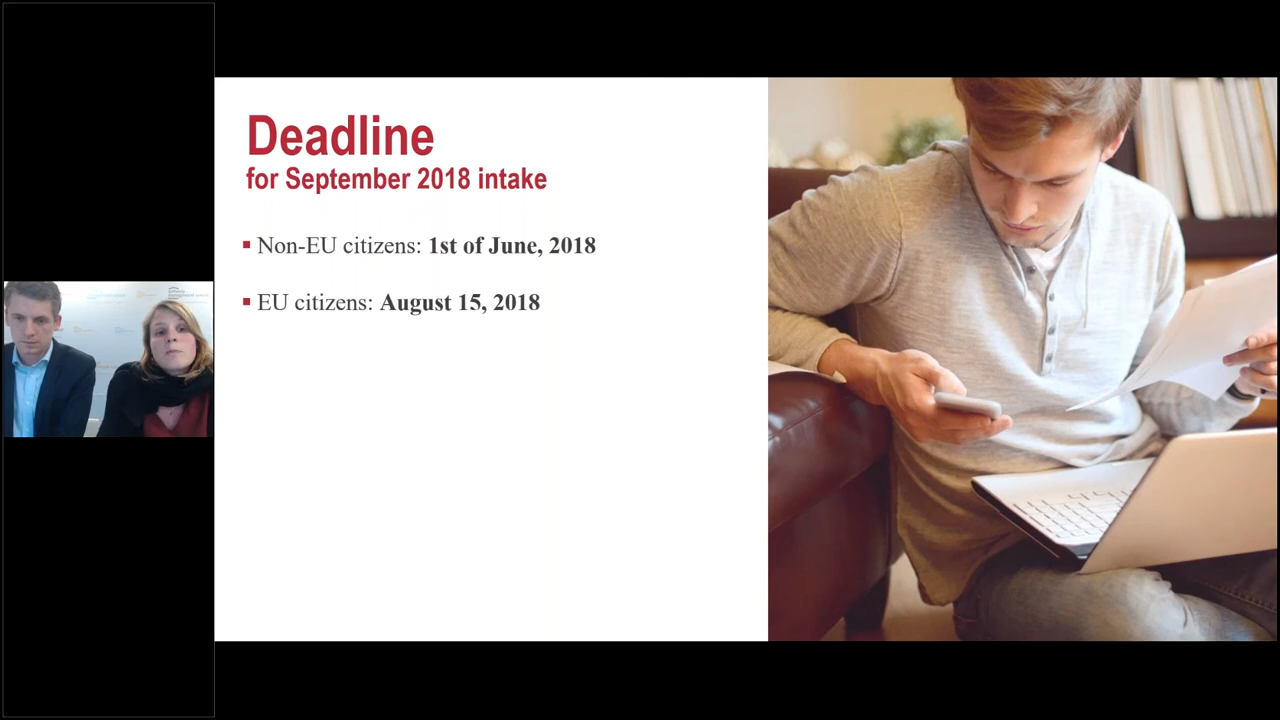 Deadline
for September 2018 intake
Non-EU citizens: 1st of June, 2018
EU citizens: August 15, 2018